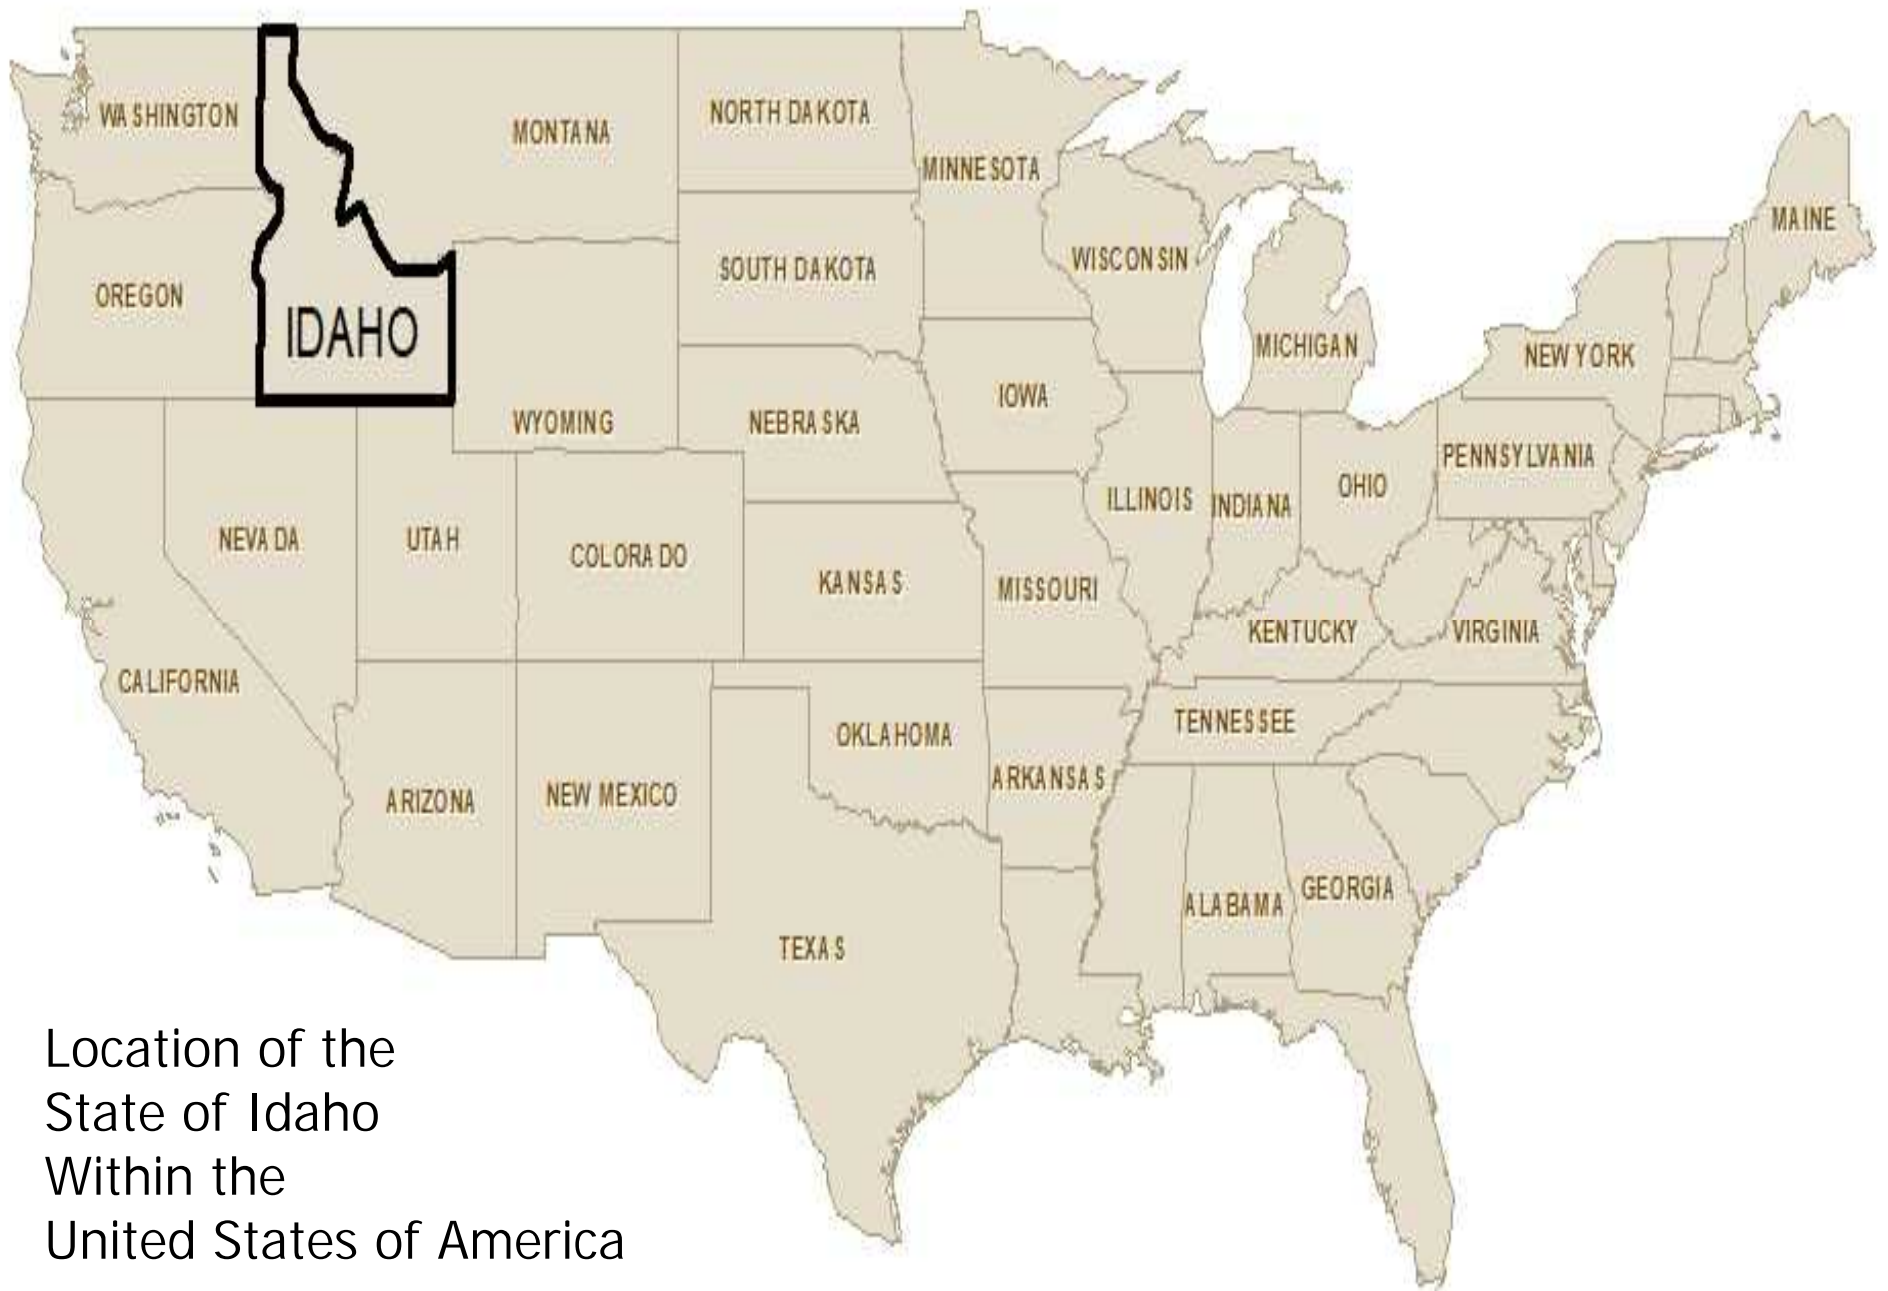 WASHINGTON
MONTANA
NORTH DAKOTA
MINNESOTA
MAINE
OREGON
IDAHO
SOUTH DAKOTA
WISCONSIN
MICHIGAN
NEW YORK
WYOMING
NEBRASKA
IOWA
PENNSYLVANIA
NEVADA
UTAH
COLORADO
KANSAS
MISSOURI
ILLINOIS
INDIANA
OHIO
KENTUCKY
VIRGINIA
CALIFORNIA
ARIZONA
NEW MEXICO
OKLAHOMA
ARKANSAS
TENNESSEE
TEXAS
ALABAMA
GEORGIA
Location of the
State of Idaho
Within the
United States of America